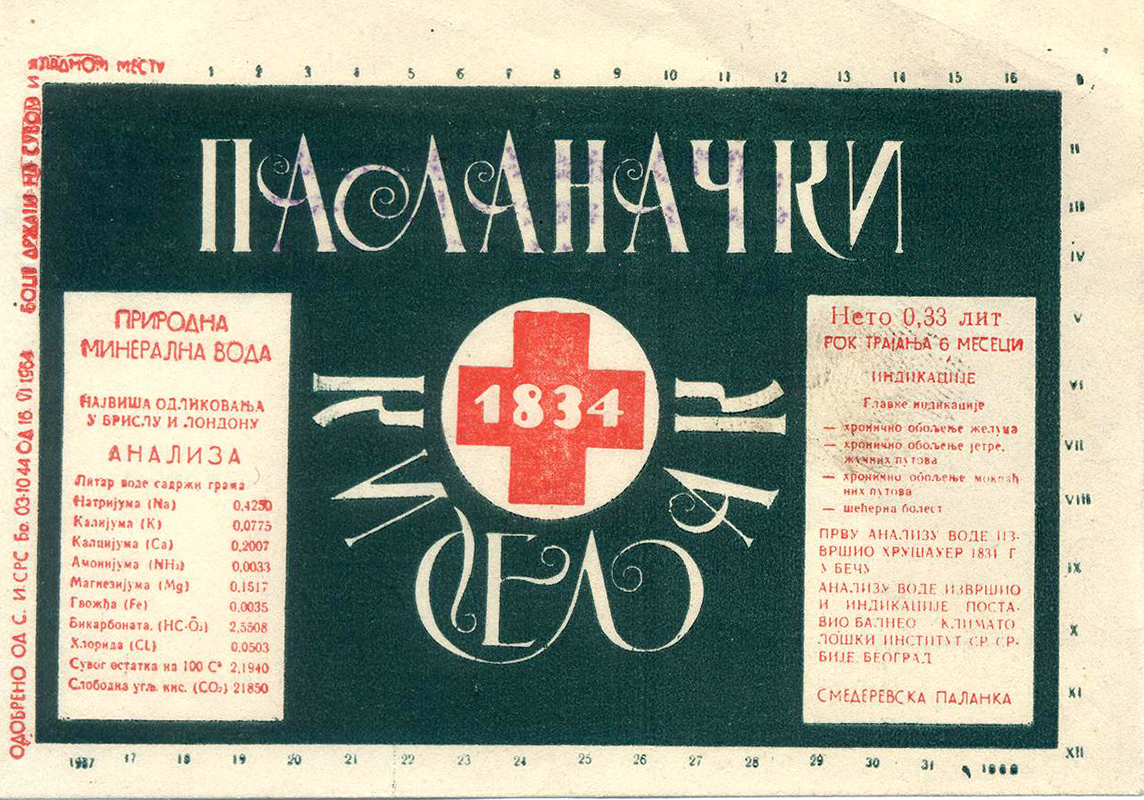 ХЛАДНОМ МЕСТУ
1 2 3 4 5 6 7 8 9 10 11 12 13 14 15 16
БОЦЕ ДРЖАТИ НА СУВОМ И
ОДОБРЕНО ОД С. И. СРС Бр. 03-1044 ОД 16. VI 1964
ПАЛАНАЧКИ
КИСЕЛЯК
1834
ПРИРОДНА
МИНЕРАЛНА ВОДА
НАЈВИША ОДЛИКОВАЊА
У БРИСЛУ И ЛОНДОНУ
АНАЛИЗА
Литар воде садржи грама
Натријума (Na) 0,4250
Калијума (K) 0,0775
Калцијума (Ca) 0,2007
Амонијума (NH₄) 0,0033
Магнезијума (Mg) 0,1517
Гвожђа (Fe) 0,0035
Бикарбоната. (HC-O₃) 2,5508
Хлорида (CL) 0,0503
Сувог остатка на 100 C° 2,1940
Слободна угљ. кис. (CO₂) 21850
Нето 0,33 лит
РОК ТРАЈАЊА 6 МЕСЕЦИ
ИНДИКАЦИЈЕ
Главне индикације
— хронично обољење желуца
— хронично обољење јетре,
жучних путова
— хронично обољење мокраћ
них путова
— шећерна болест
ПРВУ АНАЛИЗУ ВОДЕ ИЗ-
ВРШИО ХРУШАУЕР 1831 Г
У БЕЧУ
АНАЛИЗУ ВОДЕ ИЗВРШИО
И ИНДИКАЦИЈЕ ПОСТА-
ВИО БАЛНЕО - КЛИМАТО
ЛОШКИ ИНСТИТУТ СР СР-
БИЈЕ, БЕОГРАД
СМЕДЕРЕВСКА ПАЛАНКА
II
III
IV
V
VI
VII
VIII
IX
X
XI
XII
1987 17 18 19 20 21 22 23 24 25 26 27 28 29 30 31